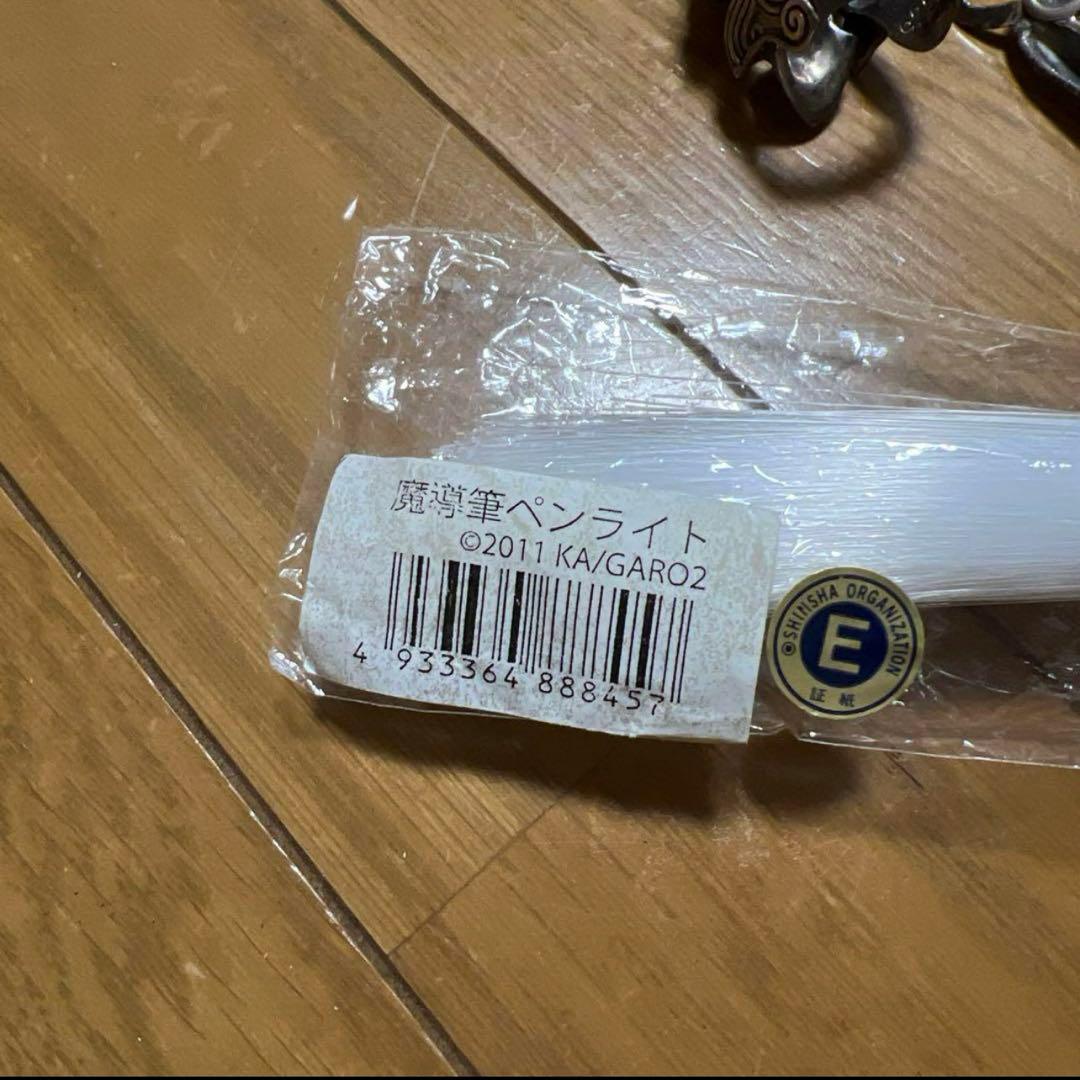 魔導筆ペンライト
©2011 KA/GARO2
4 933364 888457
©SHINSHA ORGANIZATION
E
証紙